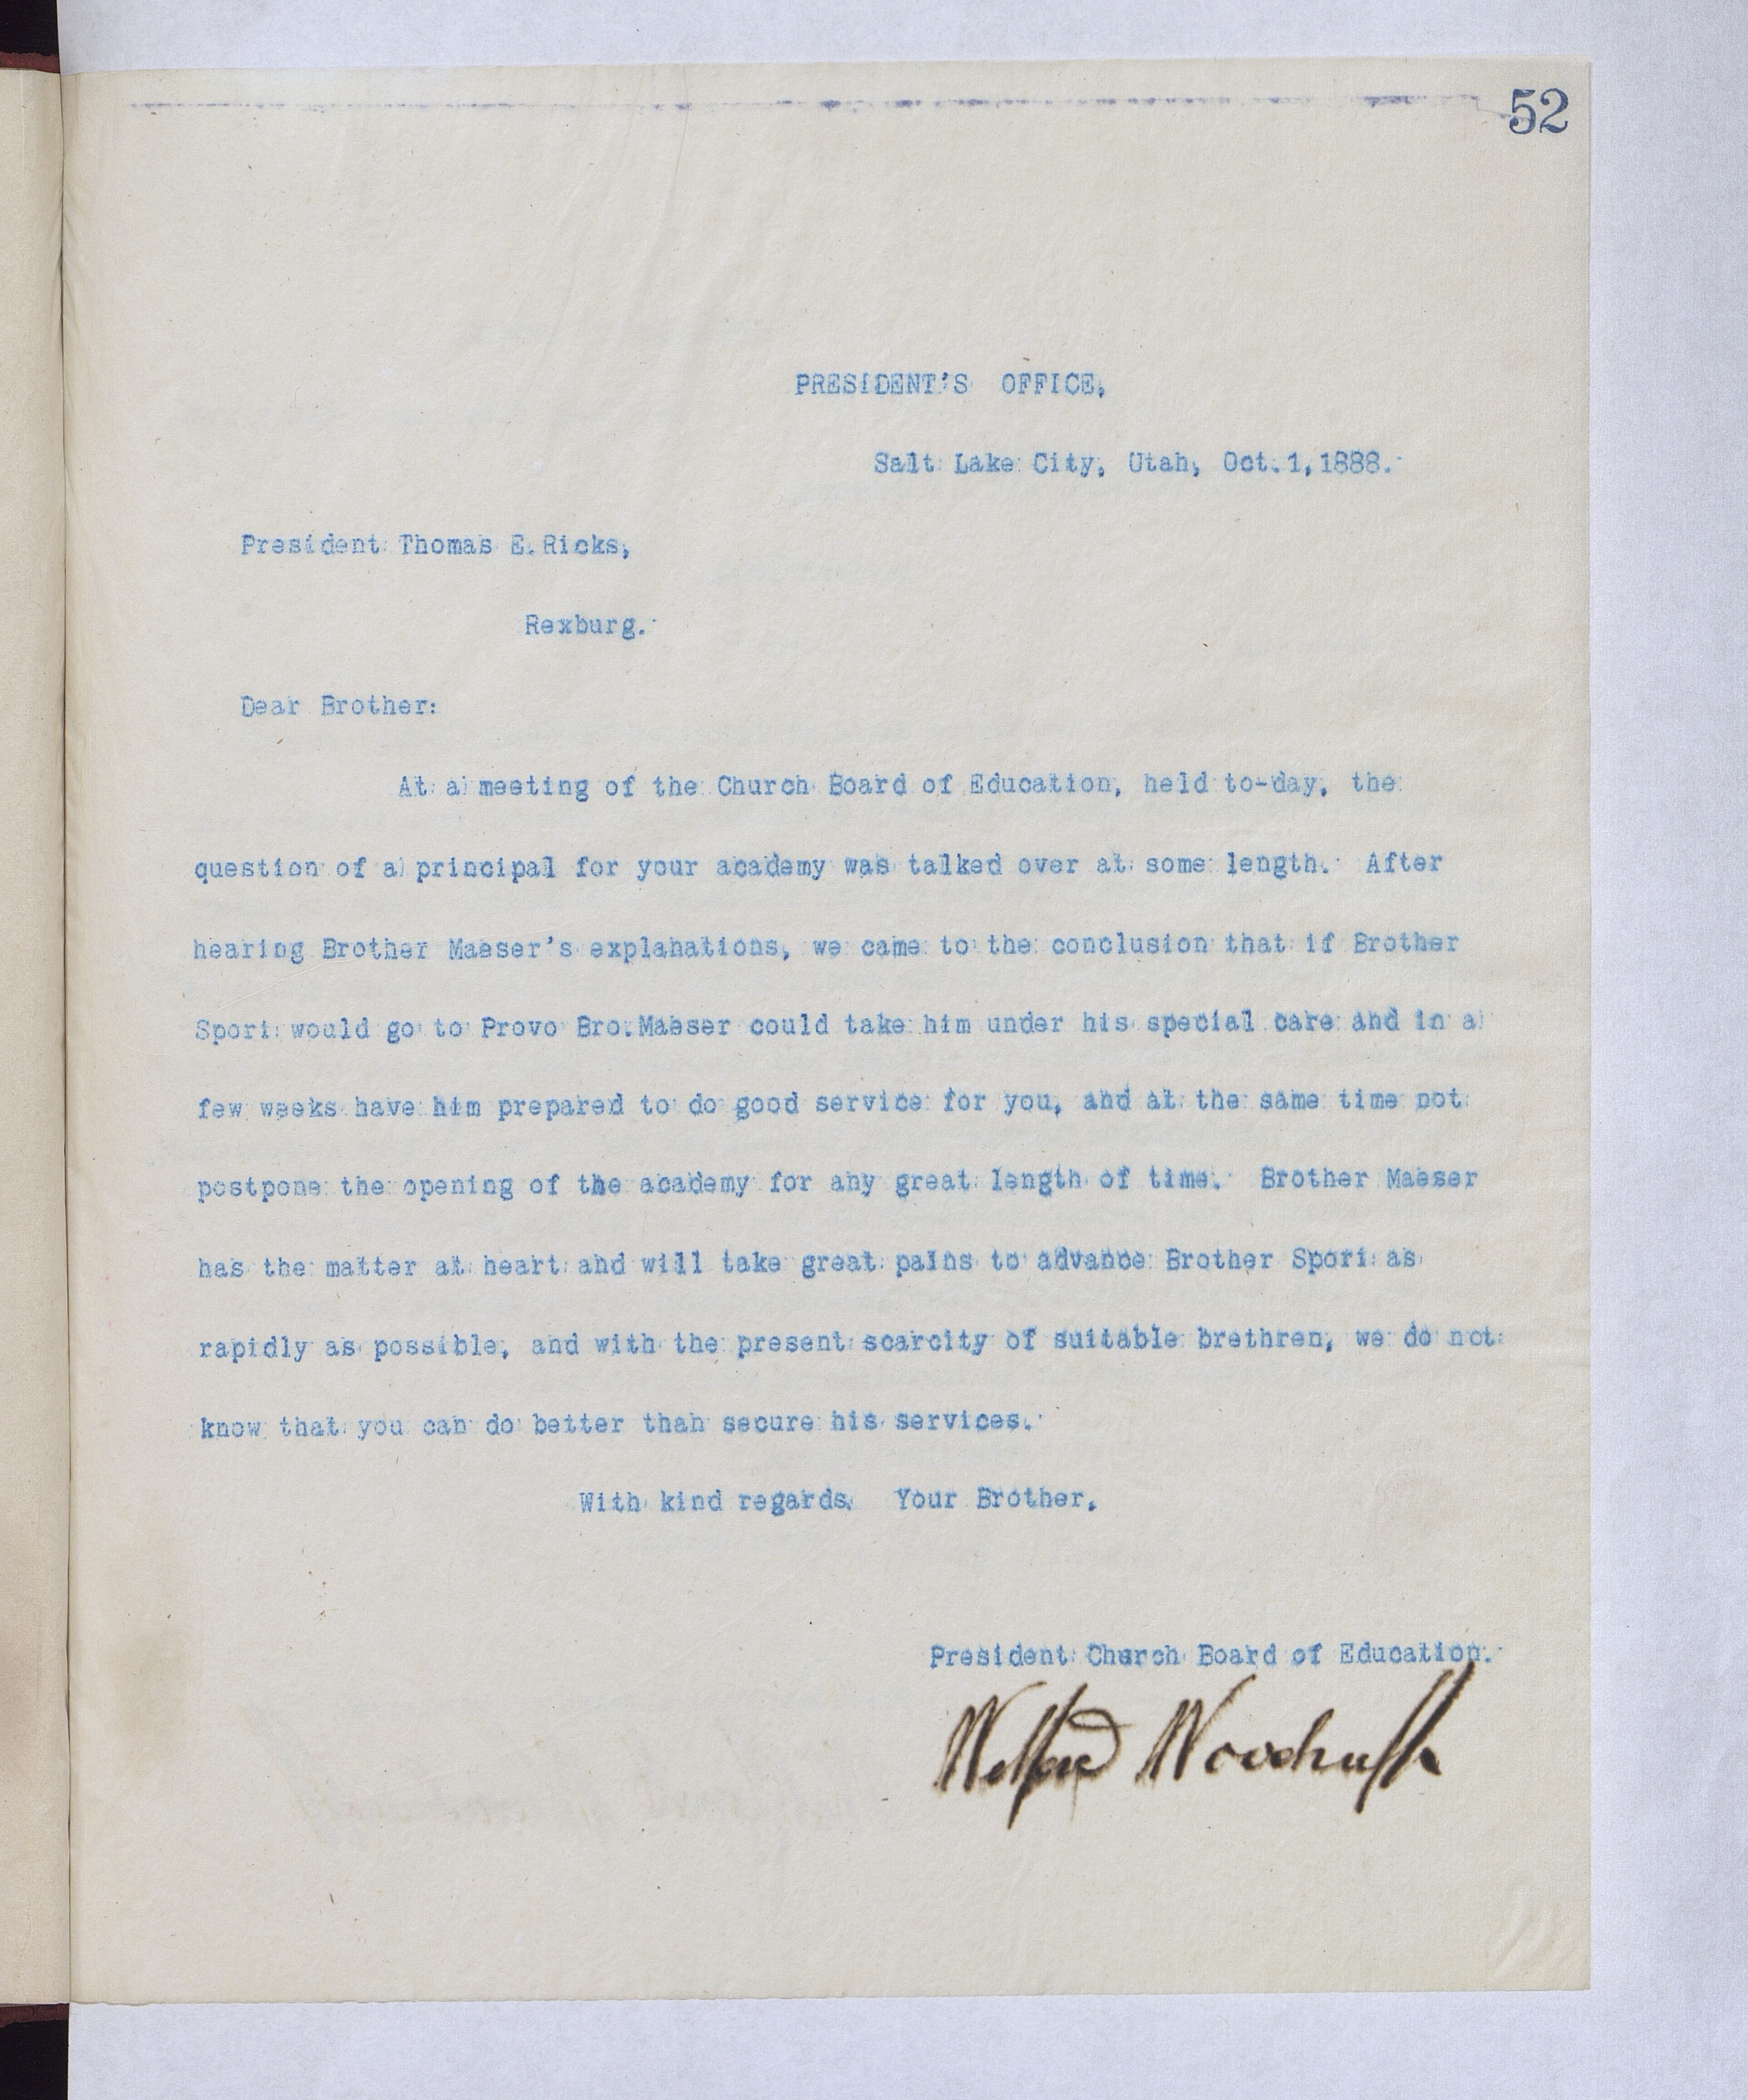 52
PRESIDENT'S OFFICE,
Salt Lake City, Utah, Oct. 1, 1888.
President Thomas E. Ricks,
Rexburg.
Dear Brother:
At a meeting of the Church Board of Education, held to-day, the
question of a principal for your academy was talked over at some length. After
hearing Brother Maeser's explanations, we came to the conclusion that if Brother
Spori would go to Provo Bro. Maeser could take him under his special care and in a
few weeks have him prepared to do good service for you, and at the same time not
postpone the opening of the academy for any great length of time. Brother Maeser
has the matter at heart and will take great pains to advance Brother Spori as
rapidly as possible, and with the present scarcity of suitable brethren, we do not
know that you can do better than secure his services.
With kind regards, Your Brother,
President Church Board of Education.
Wilford Woodruff